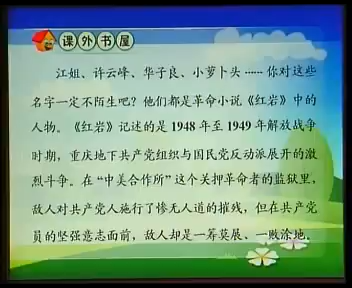 课外书屋
江姐、许云峰、华子良、小萝卜头……你对这些
名字一定不陌生吧？他们都是革命小说《红岩》中的
人物。《红岩》记述的是1948年至1949年解放战争
时期，重庆地下共产党组织与国民党反动派展开的激
烈斗争。在“中美合作所”这个关押革命者的监狱里，
敌人对共产党人施行了惨无人道的摧残，但在共产党
员的坚强意志面前，敌人却是一筹莫展、一败涂地。